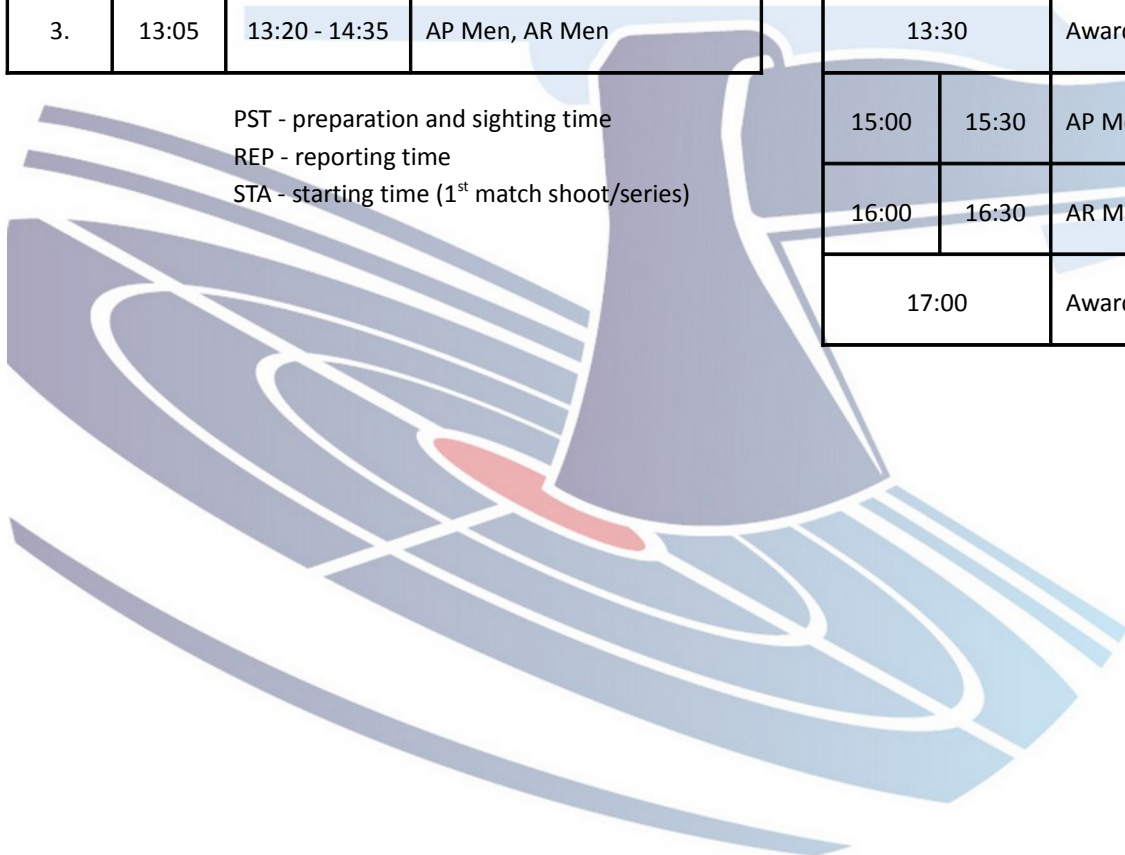 3. 13:05 13:20 - 14:35 AP Men, AR Men
PST - preparation and sighting time
REP - reporting time
STA - starting time (1st match shoot/series)
13:30
15:00 15:30 AP
16:00 16:30 AR
17:00